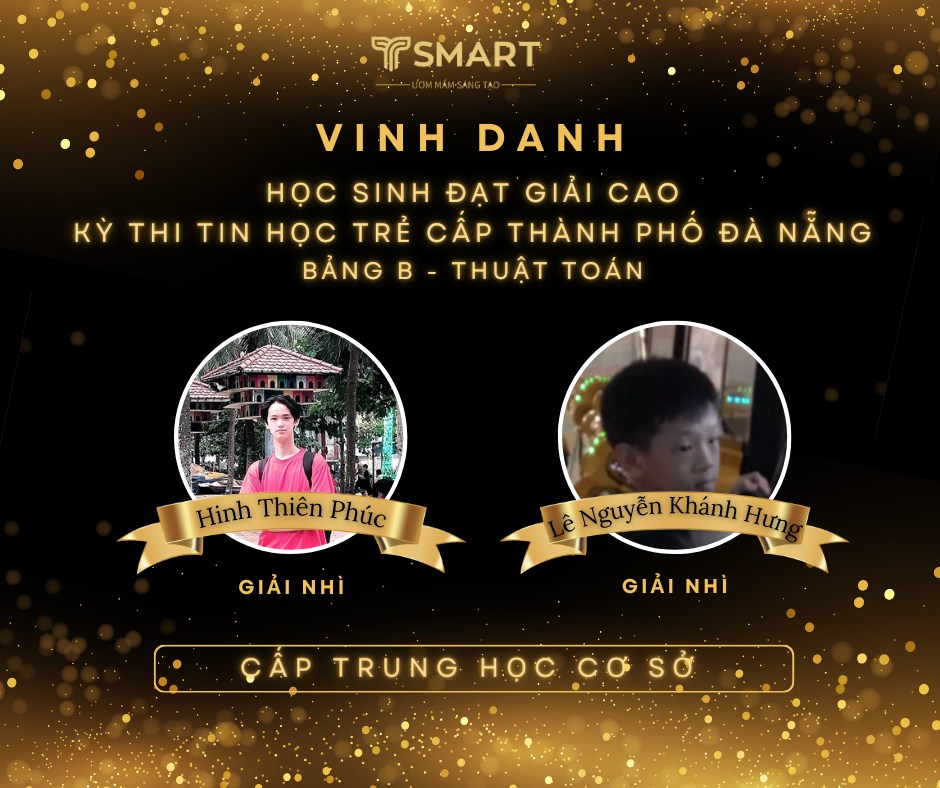 TSMART
ƯƠM MẦM SÁNG TẠO
VINH DANH
HỌC SINH ĐẠT GIẢI CAO
KỲ THI TIN HỌC TRẺ CẤP THÀNH PHỐ ĐÀ NẴNG
BẢNG B - THUẬT TOÁN
Hinh Thiên Phúc
Lê Nguyễn Khánh Hưng
GIẢI NHÌ
GIẢI NHÌ
CẤP TRUNG HỌC CƠ SỞ